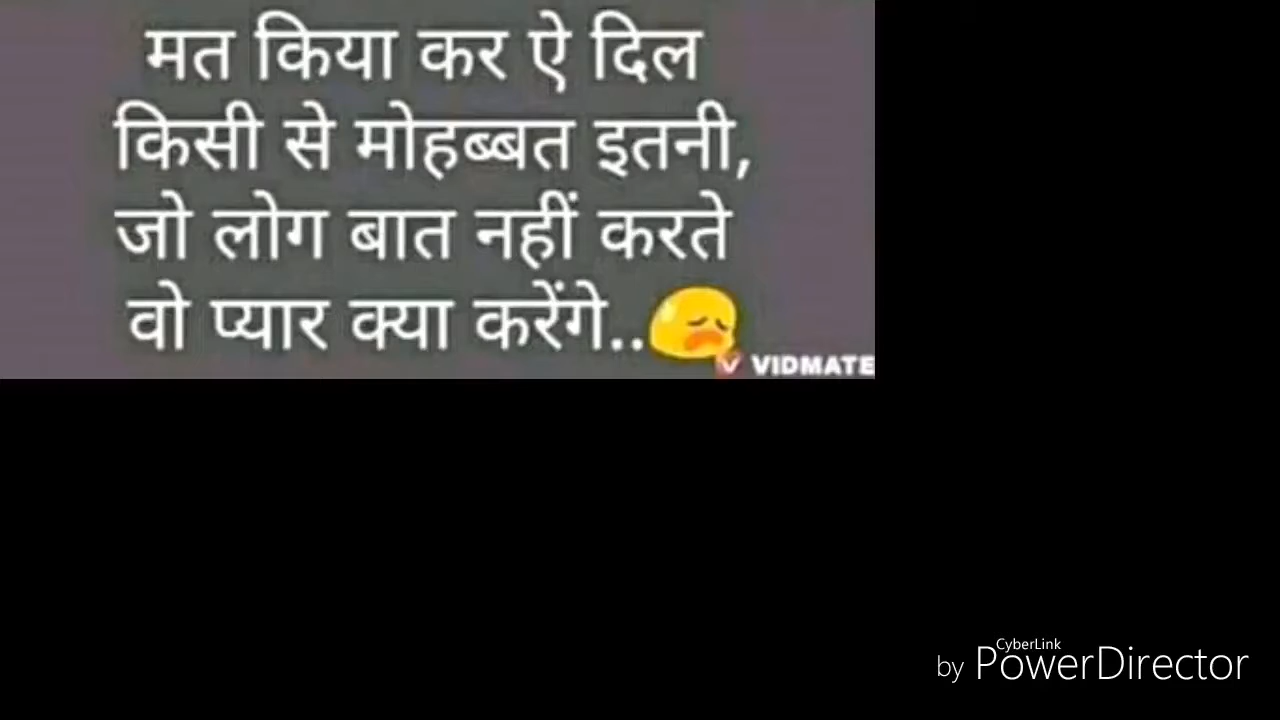 मत किया कर ऐ दिल
किसी से मोहब्बत इतनी,
जो लोग बात नहीं करते
वो प्यार क्या करेंगे..
VIDMATE
CyberLink
by PowerDirector